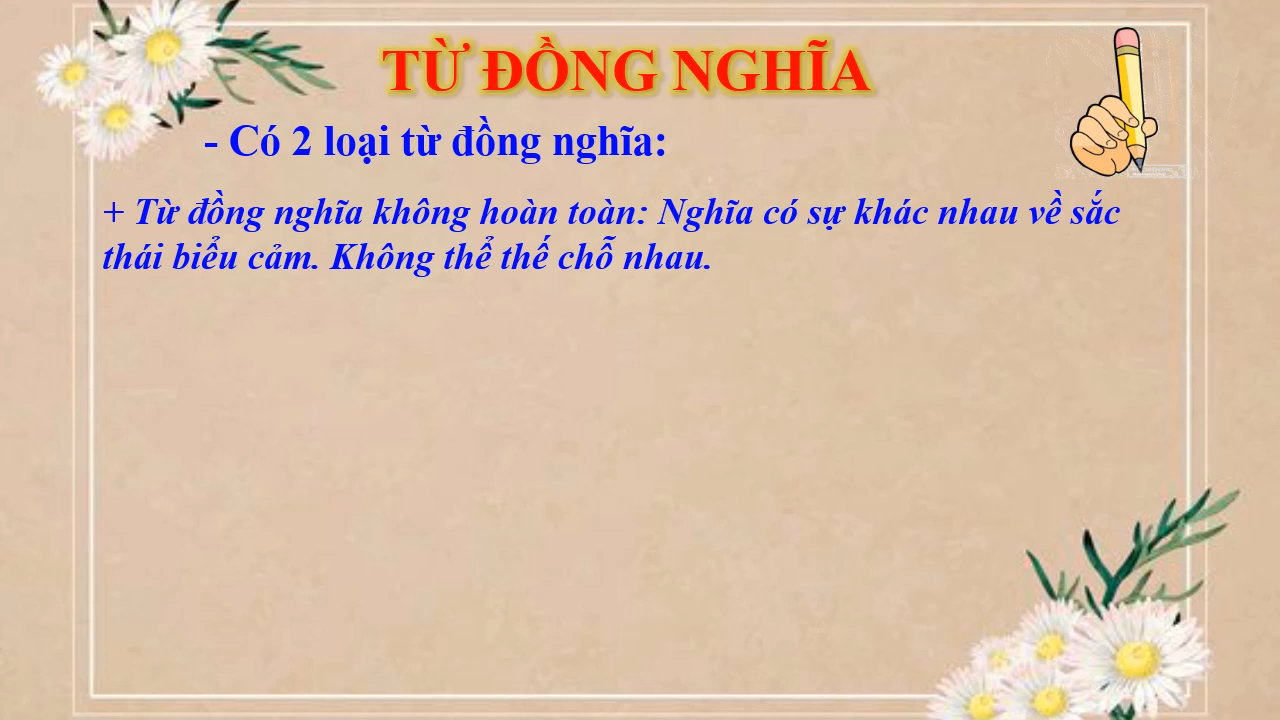 TỪ ĐỒNG NGHĨA
- Có 2 loại từ đồng nghĩa:
+ Từ đồng nghĩa không hoàn toàn: Nghĩa có sự khác nhau về sắc
thái biểu cảm. Không thể thế chỗ nhau.